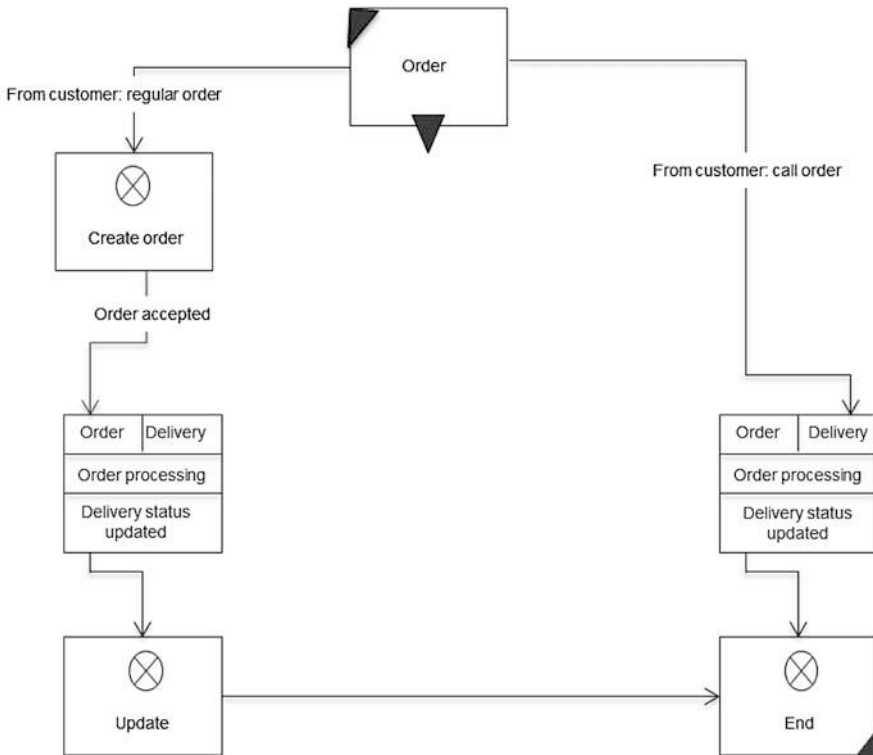 Order
From customer: regular order
From customer: call order
Create order
Order accepted
Order Delivery
Order processing
Delivery status
updated
Order Delivery
Order processing
Delivery status
updated
Update
End